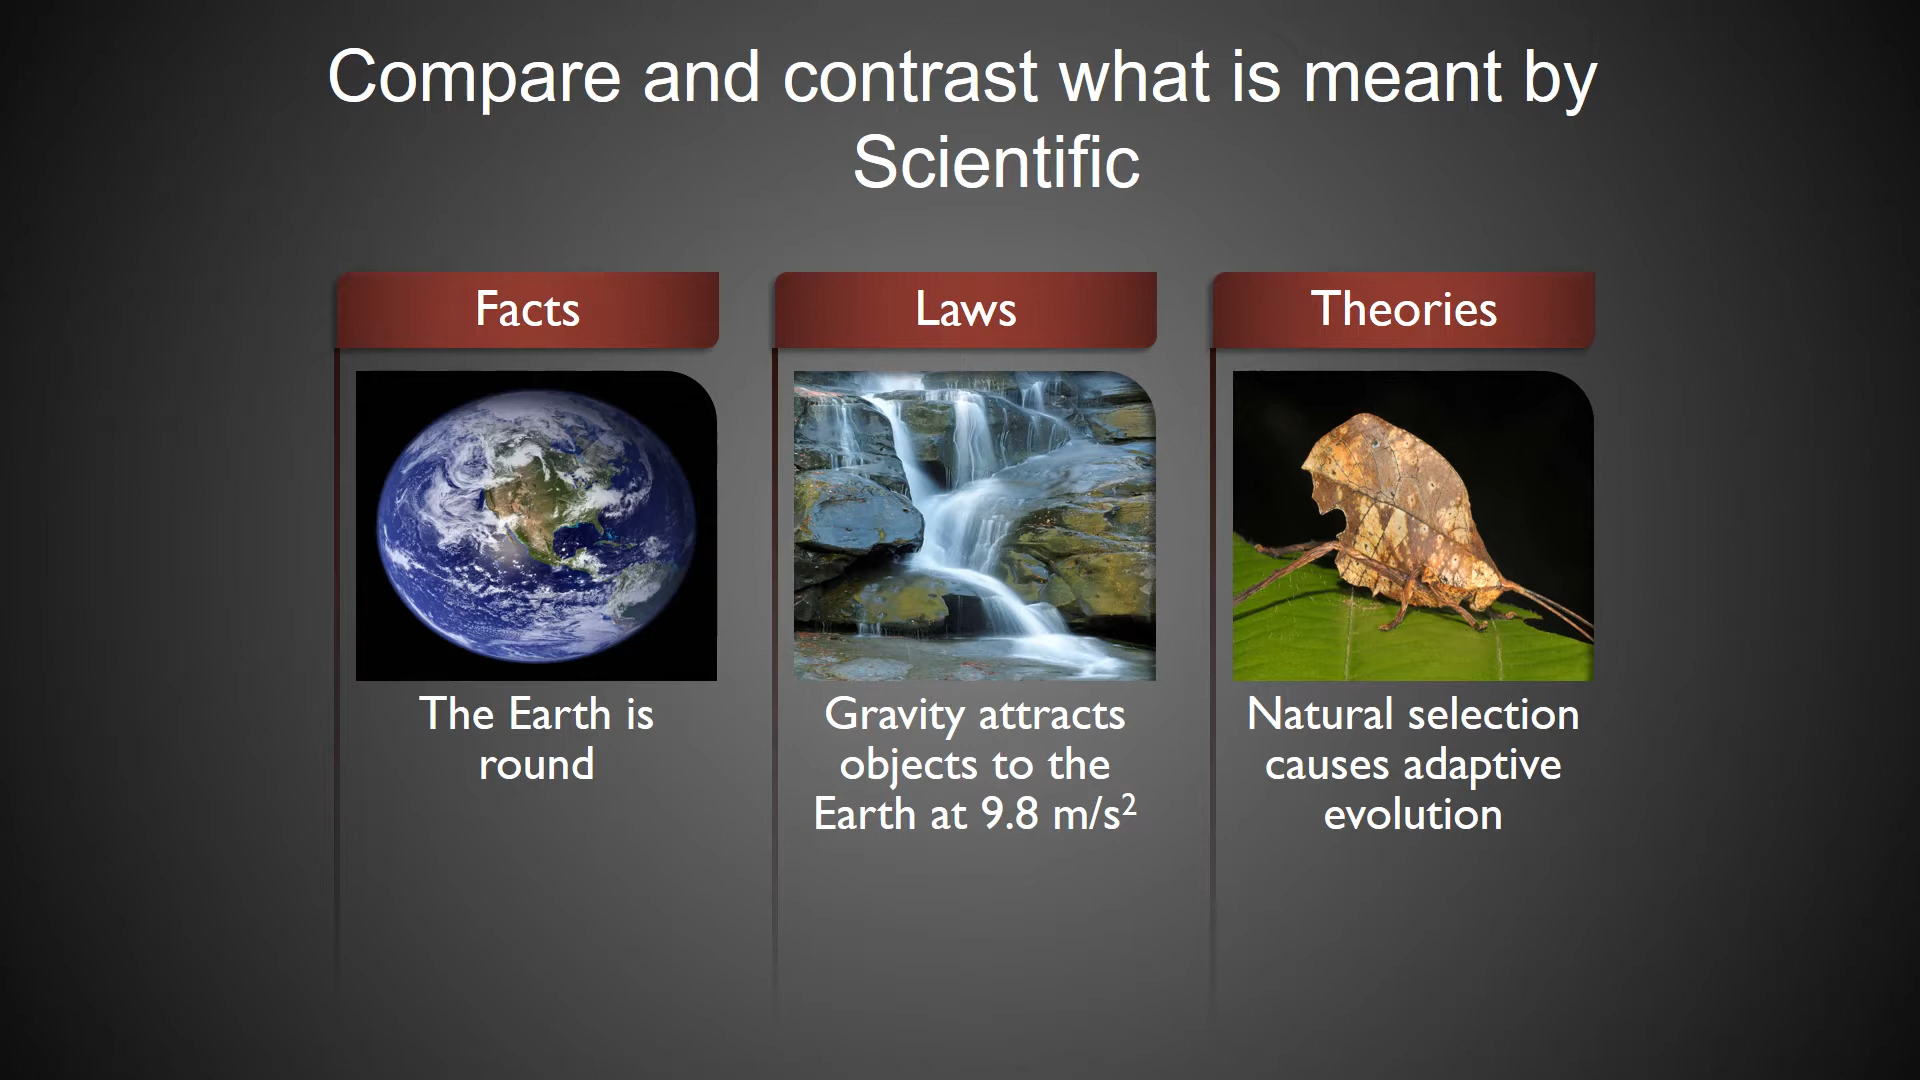 Compare and contrast what is meant by
Scientific
Facts
Laws
Theories
The Earth is
round
Gravity attracts
objects to the
Earth at 9.8 m/s²
Natural selection
causes adaptive
evolution